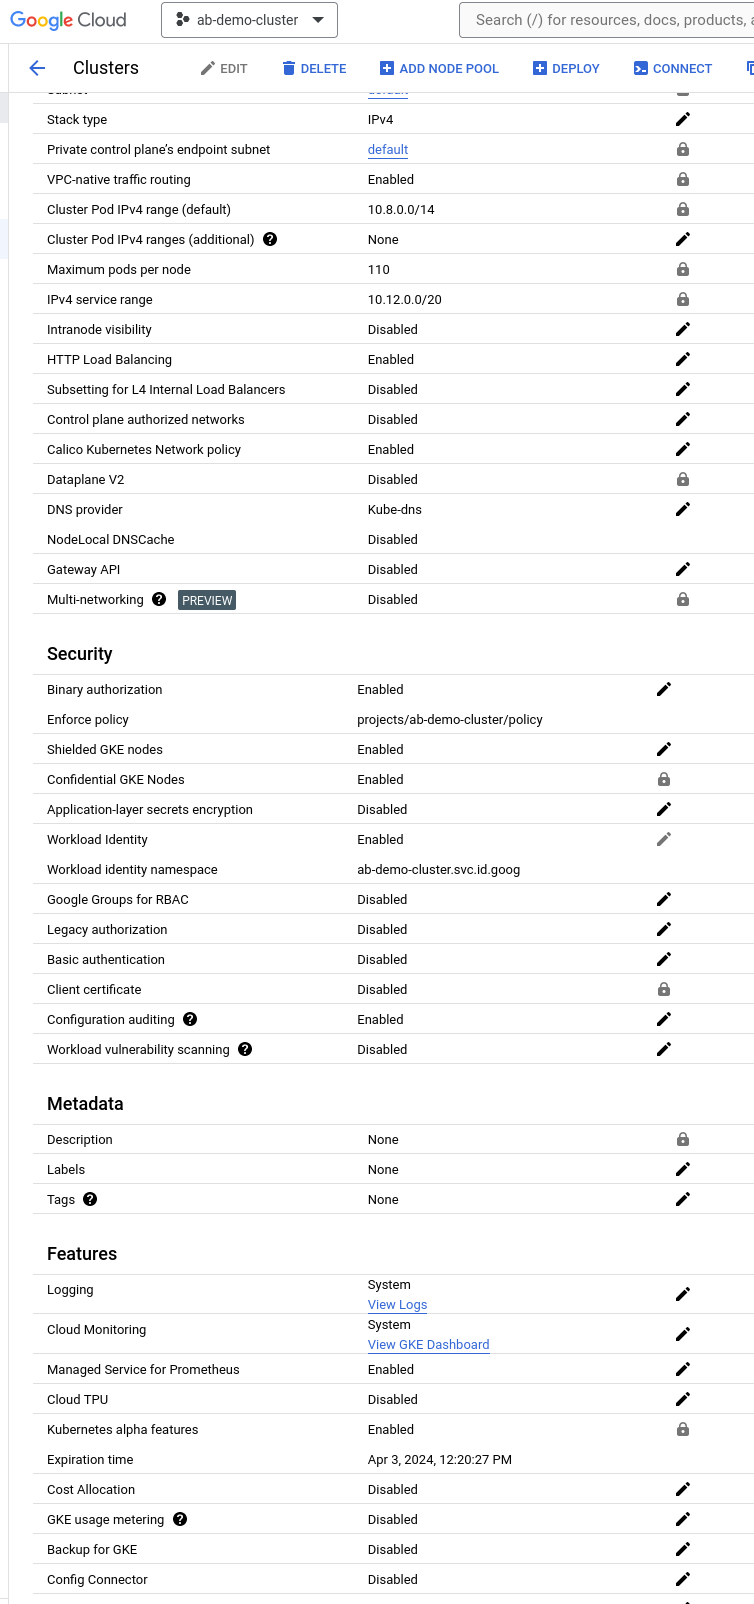 Google Cloud
ab-demo-cluster
Search (/) for resources, docs, products, a
Clusters
EDIT
DELETE
ADD NODE POOL
DEPLOY
CONNECT
Subnet default
Stack type IPv4
Private control plane's endpoint subnet default
VPC-native traffic routing Enabled
Cluster Pod IPv4 range (default) 10.8.0.0/14
Cluster Pod IPv4 ranges (additional) ? None
Maximum pods per node 110
IPv4 service range 10.12.0.0/20
Intranode visibility Disabled
HTTP Load Balancing Enabled
Subsetting for L4 Internal Load Balancers Disabled
Control plane authorized networks Disabled
Calico Kubernetes Network policy Enabled
Dataplane V2 Disabled
DNS provider Kube-dns
NodeLocal DNSCache Disabled
Gateway API Disabled
Multi-networking ? PREVIEW Disabled
Security
Binary authorization Enabled
Enforce policy projects/ab-demo-cluster/policy
Shielded GKE nodes Enabled
Confidential GKE Nodes Enabled
Application-layer secrets encryption Disabled
Workload Identity Enabled
Workload identity namespace ab-demo-cluster.svc.id.goog
Google Groups for RBAC Disabled
Legacy authorization Disabled
Basic authentication Disabled
Client certificate Disabled
Configuration auditing ? Enabled
Workload vulnerability scanning ? Disabled
Metadata
Description None
Labels None
Tags ? None
Features
Logging System
View Logs
Cloud Monitoring System
View GKE Dashboard
Managed Service for Prometheus Enabled
Cloud TPU Disabled
Kubernetes alpha features Enabled
Expiration time Apr 3, 2024, 12:20:27 PM
Cost Allocation Disabled
GKE usage metering ? Disabled
Backup for GKE Disabled
Config Connector Disabled